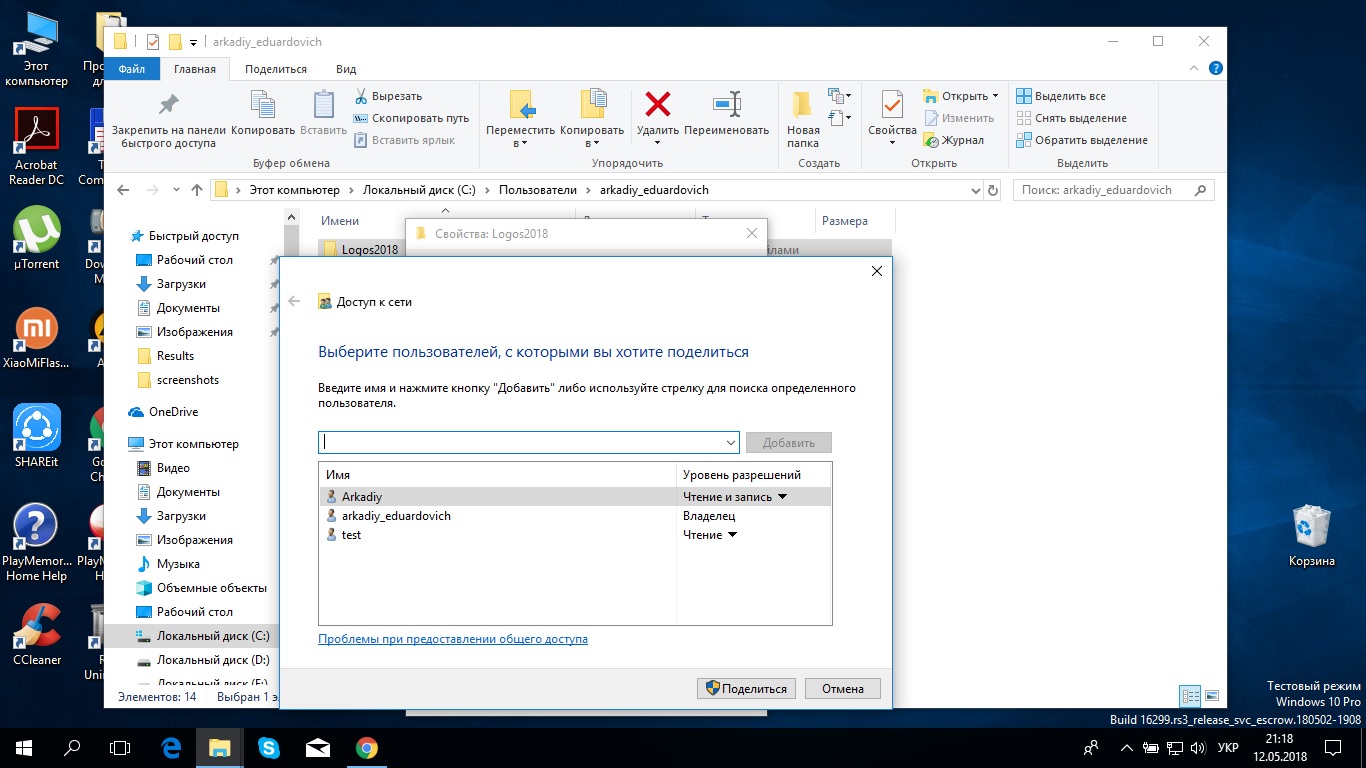 Этот
компьютер
Acrobat
Reader DC
µTorrent
XiaoMiFlas...
SHAREit
PlayMemor...
Home Help
CCleaner
arkadiy_eduardovich
Файл
Главная
Поделиться
Вид
Закрепить на панели
быстрого доступа
Копировать
Вставить
Вырезать
Скопировать путь
Вставить ярлык
Буфер обмена
Переместить
в
Копировать
в
Удалить
Переименовать
Упорядочить
Новая
папка
Создать
Свойства
Открыть
Изменить
Журнал
Открыть
Выделить все
Снять выделение
Обратить выделение
Выделить
Этот компьютер
Локальный диск (C:)
Пользователи
arkadiy_eduardovich
Поиск: arkadiy_eduardovich
Имени
Размера
Logos2018
Свойства: Logos2018
Быстрый доступ
Рабочий стол
Загрузки
Документы
Изображения
Results
screenshots
OneDrive
Этот компьютер
Видео
Документы
Загрузки
Изображения
Музыка
Объемные объекты
Рабочий стол
Локальный диск (C:)
Локальный диск (D:)
Локальный диск (E:)
Элементов: 14
Выбран 1 э
Доступ к сети
Выберите пользователей, с которыми вы хотите поделиться
Введите имя и нажмите кнопку "Добавить" либо используйте стрелку для поиска определенного
пользователя.
Добавить
Имя
Уровень разрешений
Arkadiy
Чтение и запись
arkadiy_eduardovich
Владелец
test
Чтение
Проблемы при предоставлении общего доступа
Поделиться
Отмена
Корзина
Тестовый режим
Windows 10 Pro
Build 16299.rs3_release_svc_escrow.180502-1908
УКР
21:18
12.05.2018